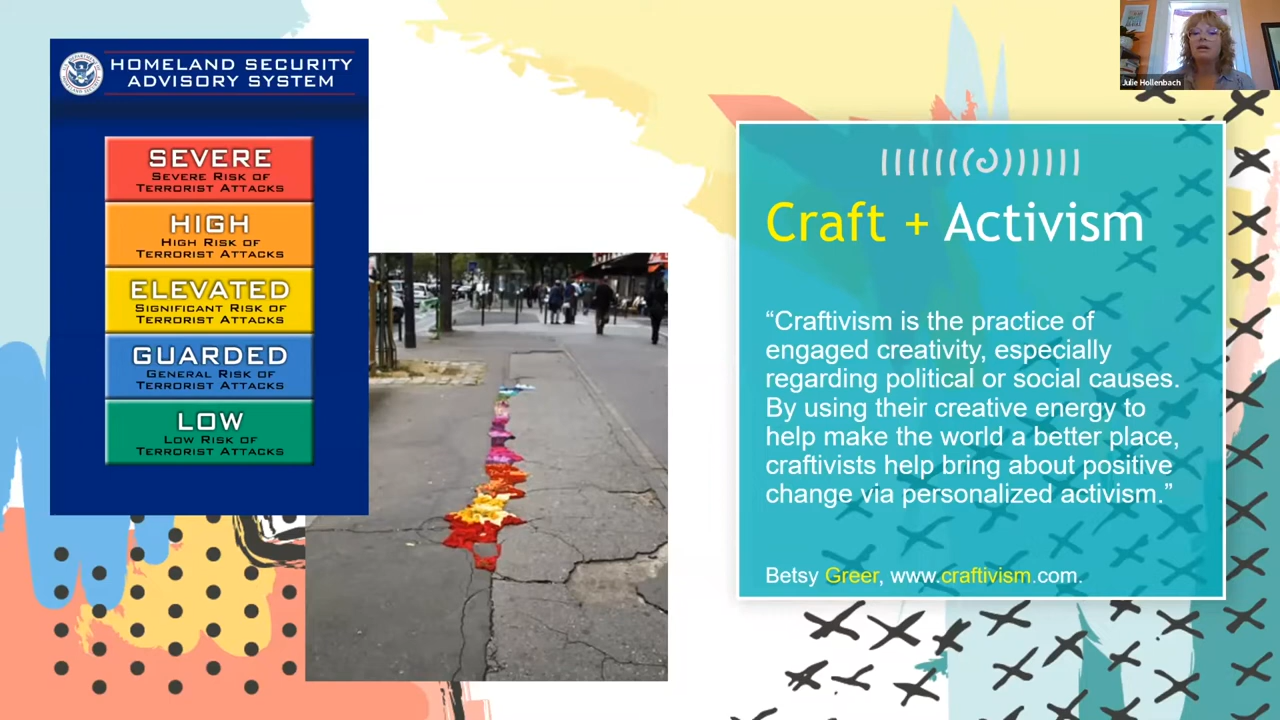 HOMELAND SECURITY
ADVISORY SYSTEM
SEVERE
SEVERE RISK OF
TERRORIST ATTACKS
HIGH
HIGH RISK OF
TERRORIST ATTACKS
ELEVATED
SIGNIFICANT RISK OF
TERRORIST ATTACKS
GUARDED
GENERAL RISK OF
TERRORIST ATTACKS
LOW
LOW RISK OF
TERRORIST ATTACKS
Julie Hollenbach
Craft + Activism
“Craftivism is the practice of
engaged creativity, especially
regarding political or social causes.
By using their creative energy to
help make the world a better place,
craftivists help bring about positive
change via personalized activism.”
Betsy Greer, www.craftivism.com.